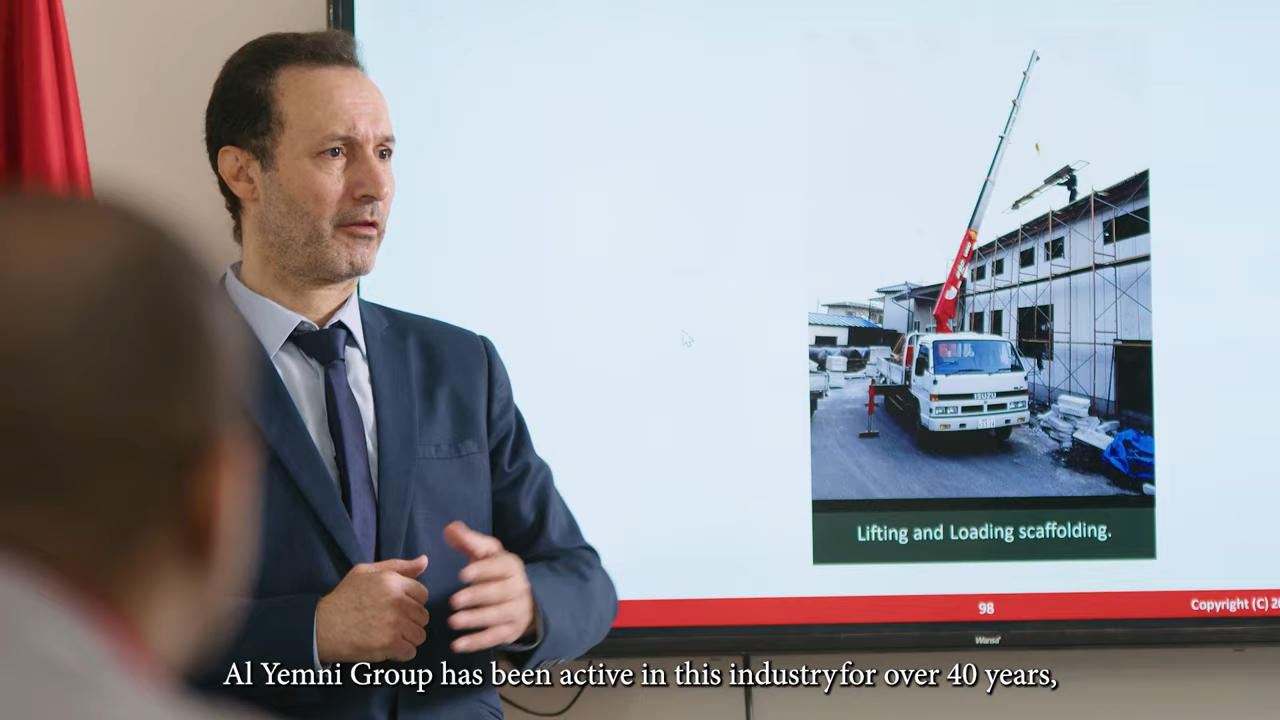 ISUZU
Lifting and Loading scaffolding.
98
Copyright (C) 2
Wansa
Al Yemni Group has been active in this industryfor over 40 years,